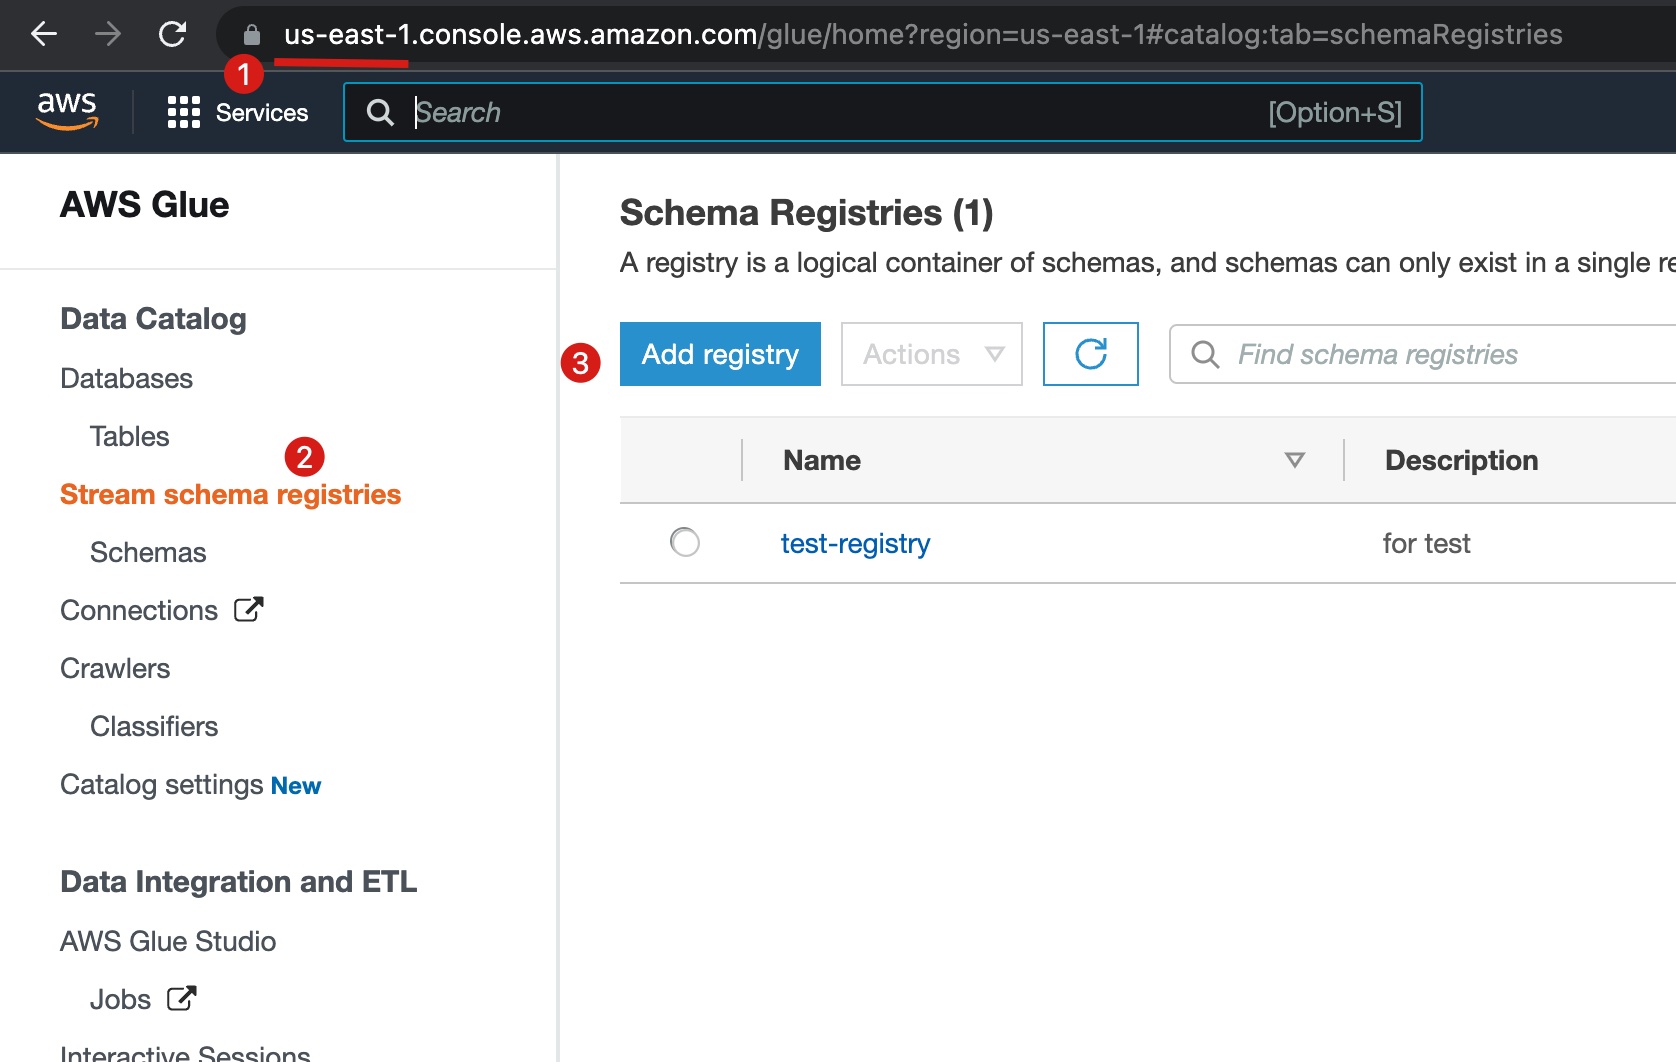 us-east-1.console.aws.amazon.com/glue/home?region=us-east-1#catalog:tab=schemaRegistries
1
aws
Services
Search
[Option+S]
AWS Glue
Data Catalog
Databases
Tables
2
Stream schema registries
Schemas
Connections
Crawlers
Classifiers
Catalog settings New
Data Integration and ETL
AWS Glue Studio
Jobs
Interactive Sessions
Schema Registries (1)
A registry is a logical container of schemas, and schemas can only exist in a single
3
Add registry
Actions
Find schema registries
Name
Description
test-registry
for test